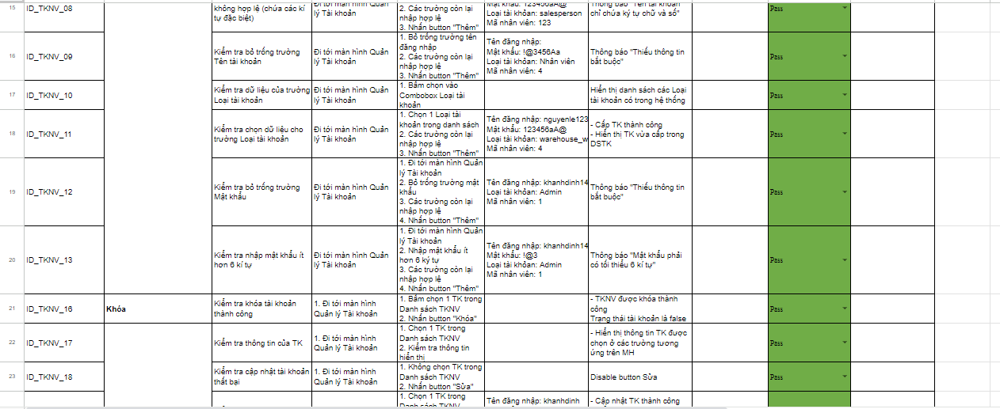 15
ID_TKNV_08
không hợp lệ (chứa các kí
tự đặc biệt)
Đi tới màn hình Quản
lý Tài khoản
2. Các trường còn lại
nhập hợp lệ
3. Nhấn button "Thêm"
Mật khẩu: 123456aA@
Loại tài khỏan: salesperson
Mã nhân viên: 123
Thông báo "Tên tài khoản
chỉ chứa ký tự chữ và số"
Pass
16
ID_TKNV_09
Kiểm tra bỏ trống trường
Tên tài khoản
Đi tới màn hình Quản
lý Tài khoản
1. Bỏ trống trường tên
đăng nhập
2. Các trường còn lại
nhập hợp lệ
3. Nhấn button "Thêm"
Tên đăng nhập:
Mật khẩu: !@3456Aa
Loại tài khỏan: Nhân viên
Mã nhân viên: 4
Thông báo "Thiếu thông tin
bắt buộc"
Pass
17
ID_TKNV_10
Kiểm tra dữ liệu của trường
Loại tài khoản
Đi tới màn hình Quản
lý Tài khoản
1. Bấm chọn vào
Combobox Loại tài
khoản
Hiển thị danh sách các Loại
tài khoản có trong hệ thống
Pass
18
ID_TKNV_11
Kiểm tra chọn dữ liệu cho
trường Loại tài khoản
Đi tới màn hình Quản
lý Tài khoản
1. Chọn 1 Loại tài
khoản trong danh sách
2. Các trường còn lại
nhập hợp lệ
3. Nhấn button "Thêm"
Tên đăng nhập: nguyenle123
Mật khẩu: 123456aA@
Loại tài khỏan: warehouse_w
Mã nhân viên: 4
- Cấp TK thành công
- Hiển thị TK vừa cấp trong
DSTK
Pass
19
ID_TKNV_12
Kiểm tra bỏ trống trường
Mật khẩu
Đi tới màn hình Quản
lý Tài khoản
1. Đi tới màn hình Quản
lý Tài khoản
2. Bỏ trống trường mật
khẩu
3. Các trường còn lại
nhập hợp lệ
4. Nhấn button "Thêm"
Tên đăng nhập: khanhdinh14
Loại tài khỏan: Admin
Mã nhân viên: 1
Thông báo "Thiếu thông tin
bắt buộc"
Pass
20
ID_TKNV_13
Kiểm tra nhập mật khẩu ít
hơn 6 kí tự
Đi tới màn hình Quản
lý Tài khoản
1. Đi tới màn hình Quản
lý Tài khoản
2. Nhập mật khẩu ít
hơn 6 ký tự
3. Các trường còn lại
nhập hợp lệ
4. Nhấn button "Thêm"
Tên đăng nhập: khanhdinh14
Mật khẩu: !@3
Loại tài khỏan: Admin
Mã nhân viên: 1
Thông báo "Mật khẩu phải
có tối thiểu 6 kí tự"
Pass
21
ID_TKNV_16
Khóa
Kiểm tra khóa tài khoản
thành công
1. Đi tới màn hình
Quản lý Tài khoản
1. Bấm chọn 1 TK trong
Danh sách TKNV
2. Nhấn button "Khóa"
- TKNV được khóa thành
công
Trạng thái tài khoản là false
Pass
22
ID_TKNV_17
Kiểm tra thông tin của TK
1. Đi tới màn hình
Quản lý Tài khoản
1. Chọn 1 TK trong
Danh sách TKNV
2. Kiểm tra thông tin
hiển thị
- Hiển thị thông tin TK được
chọn ở các trường tương
ứng trên MH
Pass
23
ID_TKNV_18
Kiểm tra cập nhật tài khoản
thất bại
1. Đi tới màn hình
Quản lý Tài khoản
1. Không chọn TK trong
Danh sách TKNV
2. Nhấn button "Sửa"
Disable button Sửa
Pass
1. Chọn 1 TK trong
Danh sách TKNV
Tên đăng nhập: khanhdinh
- Cập nhật TK thành công